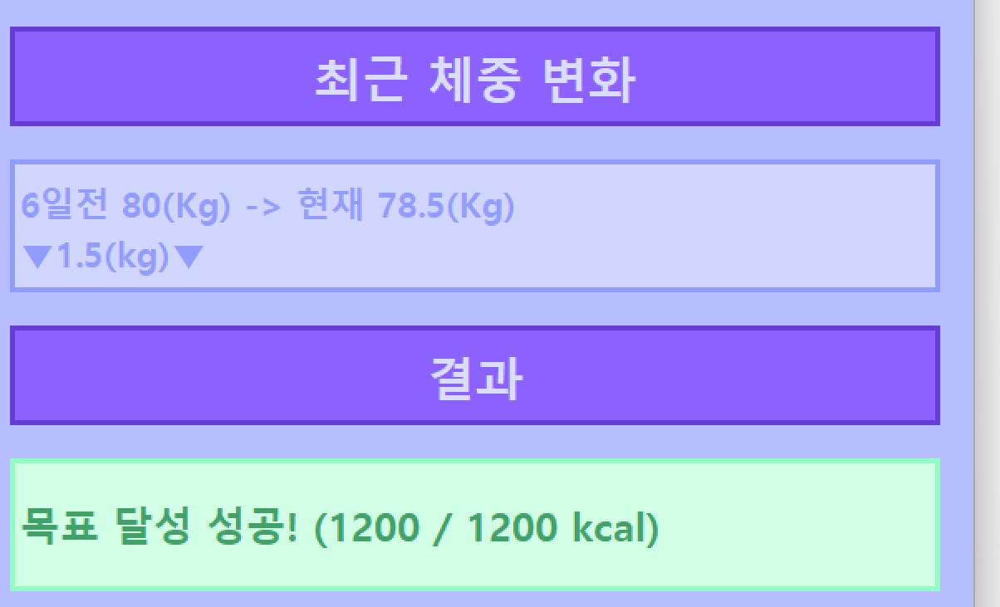 최근 체중 변화
6일전 80(Kg) -> 현재 78.5(Kg)
▼1.5(kg)▼
결과
목표 달성 성공! (1200 / 1200 kcal)